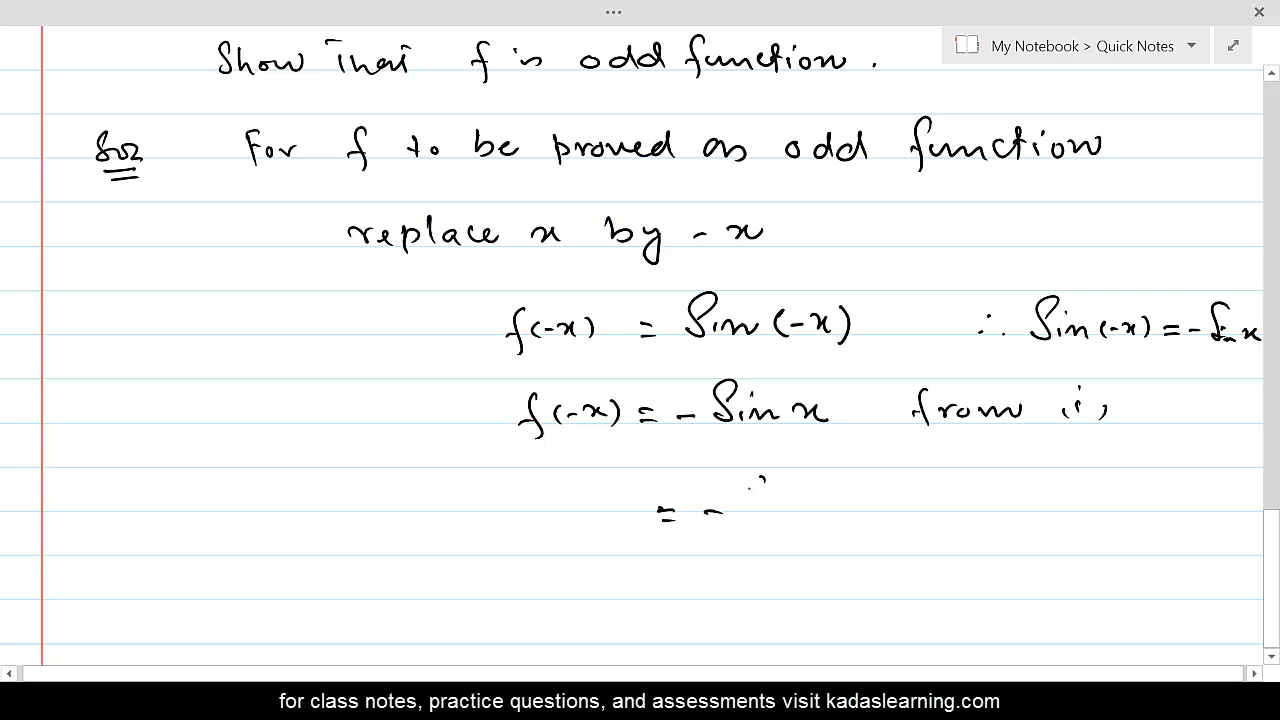 My Notebook > Quick Notes
Show That f is odd function.
Sol For f to be proved as odd function
replace x by - x
f(-x) = Sin(-x) ∴ Sin(-x) = - Sin x
f(-x) = - Sin x from i,
= -
for class notes, practice questions, and assessments visit kadaslearning.com